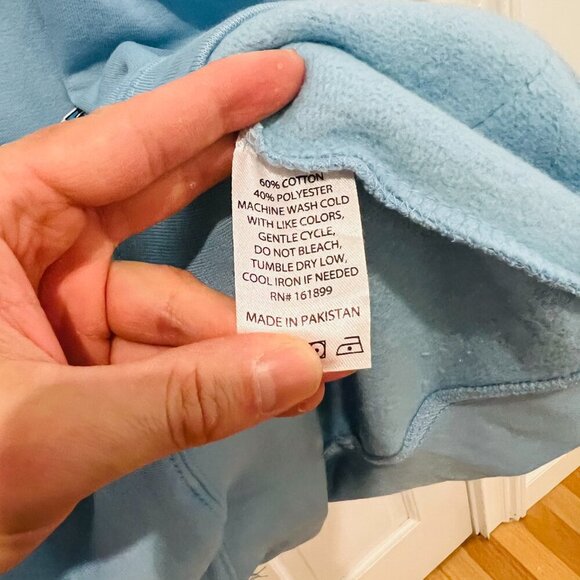 60% COTTON
40% POLYESTER
MACHINE WASH COLD
WITH LIKE COLORS,
GENTLE CYCLE,
DO NOT BLEACH,
TUMBLE DRY LOW,
COOL IRON IF NEEDED
RN# 161899
MADE IN PAKISTAN